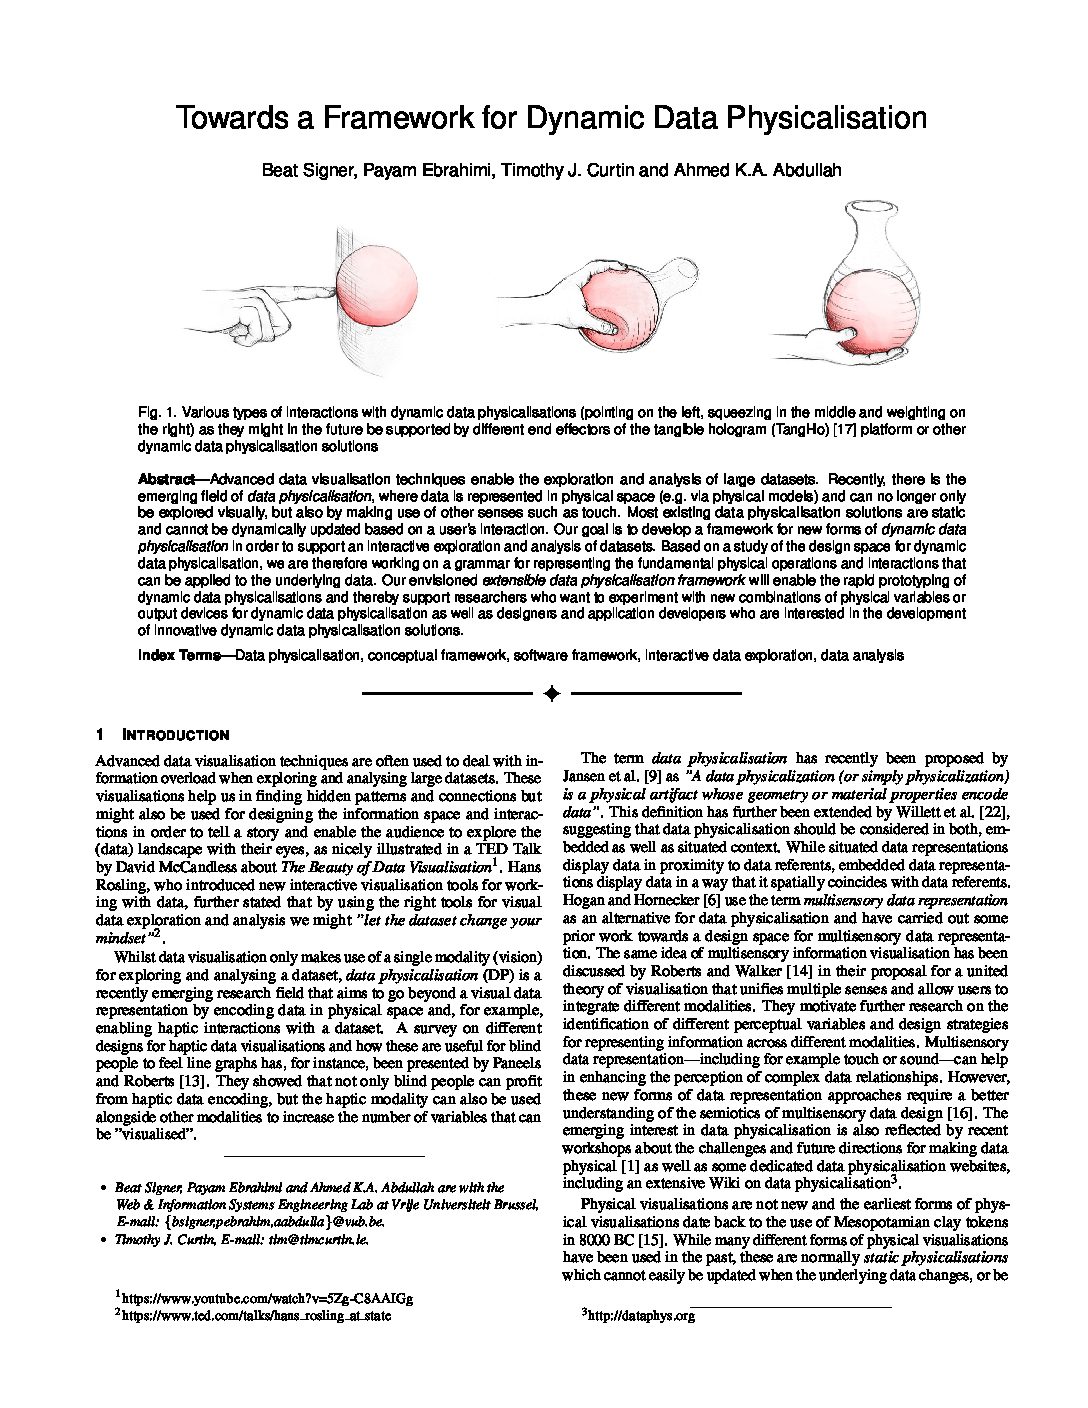 Towards a Framework for Dynamic Data Physicalisation
Beat Signer, Payam Ebrahimi, Timothy J. Curtin and Ahmed K.A. Abdullah
Fig. 1. Various types of interactions with dynamic data physicalisations (pointing on the left, squeezing in the middle and weighting on
the right) as they might in the future be supported by different end effectors of the tangible hologram (TangHo) [17] platform or other
dynamic data physicalisation solutions
Abstract—Advanced data visualisation techniques enable the exploration and analysis of large datasets. Recently, there is the
emerging field of data physicalisation, where data is represented in physical space (e.g. via physical models) and can no longer only
be explored visually, but also by making use of other senses such as touch. Most existing data physicalisation solutions are static
and cannot be dynamically updated based on a user's interaction. Our goal is to develop a framework for new forms of dynamic data
physicalisation in order to support an interactive exploration and analysis of datasets. Based on a study of the design space for dynamic
data physicalisation, we are therefore working on a grammar for representing the fundamental physical operations and interactions that
can be applied to the underlying data. Our envisioned extensible data physicalisation framework will enable the rapid prototyping of
dynamic data physicalisations and thereby support researchers who want to experiment with new combinations of physical variables or
output devices for dynamic data physicalisation as well as designers and application developers who are interested in the development
of innovative dynamic data physicalisation solutions.
Index Terms—Data physicalisation, conceptual framework, software framework, interactive data exploration, data analysis
1 INTRODUCTION
Advanced data visualisation techniques are often used to deal with in-
formation overload when exploring and analysing large datasets. These
visualisations help us in finding hidden patterns and connections but
might also be used for designing the information space and interac-
tions in order to tell a story and enable the audience to explore the
(data) landscape with their eyes, as nicely illustrated in a TED Talk
by David McCandless about The Beauty of Data Visualisation1. Hans
Rosling, who introduced new interactive visualisation tools for work-
ing with data, further stated that by using the right tools for visual
data exploration and analysis we might "let the dataset change your
mindset"2.
Whilst data visualisation only makes use of a single modality (vision)
for exploring and analysing a dataset, data physicalisation (DP) is a
recently emerging research field that aims to go beyond a visual data
representation by encoding data in physical space and, for example,
enabling haptic interactions with a dataset. A survey on different
designs for haptic data visualisations and how these are useful for blind
people to feel line graphs has, for instance, been presented by Paneels
and Roberts [13]. They showed that not only blind people can profit
from haptic data encoding, but the haptic modality can also be used
alongside other modalities to increase the number of variables that can
be "visualised".
• Beat Signer, Payam Ebrahimi and Ahmed K.A. Abdullah are with the
Web & Information Systems Engineering Lab at Vrije Universiteit Brussel,
E-mail: {bsigner,pebrahim,aabdulla}@vub.be.
• Timothy J. Curtin, E-mail: tim@timcurtin.ie.
1https://www.youtube.com/watch?v=5Zg-C8AAIGg
2https://www.ted.com/talks/hans_rosling_at_state
The term data physicalisation has recently been proposed by
Jansen et al. [9] as "A data physicalization (or simply physicalization)
is a physical artifact whose geometry or material properties encode
data". This definition has further been extended by Willett et al. [22],
suggesting that data physicalisation should be considered in both, em-
bedded as well as situated context. While situated data representations
display data in proximity to data referents, embedded data representa-
tions display data in a way that it spatially coincides with data referents.
Hogan and Hornecker [6] use the term multisensory data representation
as an alternative for data physicalisation and have carried out some
prior work towards a design space for multisensory data representa-
tion. The same idea of multisensory information visualisation has been
discussed by Roberts and Walker [14] in their proposal for a united
theory of visualisation that unifies multiple senses and allow users to
integrate different modalities. They motivate further research on the
identification of different perceptual variables and design strategies
for representing information across different modalities. Multisensory
data representation—including for example touch or sound—can help
in enhancing the perception of complex data relationships. However,
these new forms of data representation approaches require a better
understanding of the semiotics of multisensory data design [16]. The
emerging interest in data physicalisation is also reflected by recent
workshops about the challenges and future directions for making data
physical [1] as well as some dedicated data physicalisation websites,
including an extensive Wiki on data physicalisation3.
Physical visualisations are not new and the earliest forms of phys-
ical visualisations date back to the use of Mesopotamian clay tokens
in 8000 BC [15]. While many different forms of physical visualisations
have been used in the past, these are normally static physicalisations
which cannot easily be updated when the underlying data changes, or be
3http://dataphys.org